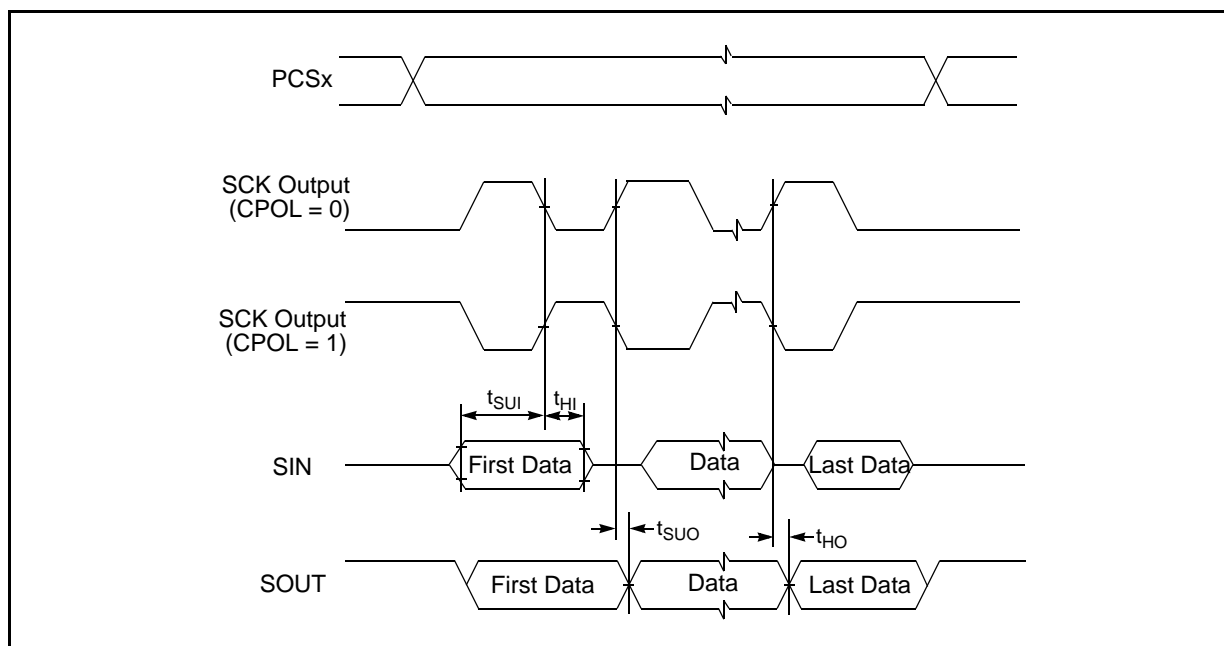 PCSx
SCK Output
(CPOL = 0)
SCK Output
(CPOL = 1)
tSUI
tHI
SIN
First Data
Data
Last Data
tSUO
tHO
SOUT
First Data
Data
Last Data